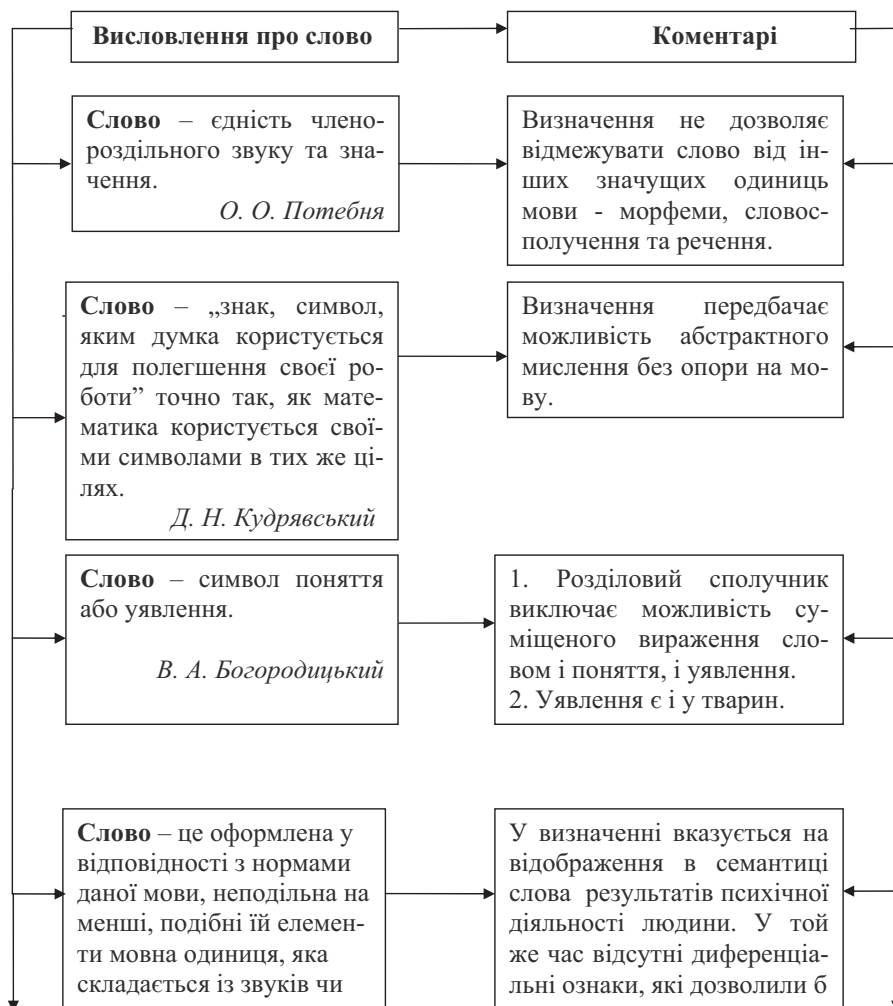 Висловлення про слово
Коментарі
Слово – єдність члено-
роздільного звуку та зна-
чення.
О. О. Потебня
Визначення не дозволяє
відмежувати слово від ін-
ших значущих одиниць
мови - морфеми, словос-
получення та речення.
Слово – „знак, символ,
яким думка користується
для полегшення своєї ро-
боти” точно так, як мате-
матика користується свої-
ми символами в тих же ці-
лях.
Д. Н. Кудрявський
Визначення передбачає
можливість абстрактного
мислення без опори на мо-
ву.
Слово – символ поняття
або уявлення.
В. А. Богородицький
1. Розділовий сполучник
виключає можливість су-
міщеного вираження сло-
вом і поняття, і уявлення.
2. Уявлення є і у тварин.
Слово – це оформлена у
відповідності з нормами
даної мови, неподільна на
менші, подібні їй елемен-
ти мовна одиниця, яка
складається із звуків чи
У визначенні вказується на
відображення в семантиці
слова результатів психічної
діяльності людини. У той
же час відсутні диференціа-
льні ознаки, які дозволили б